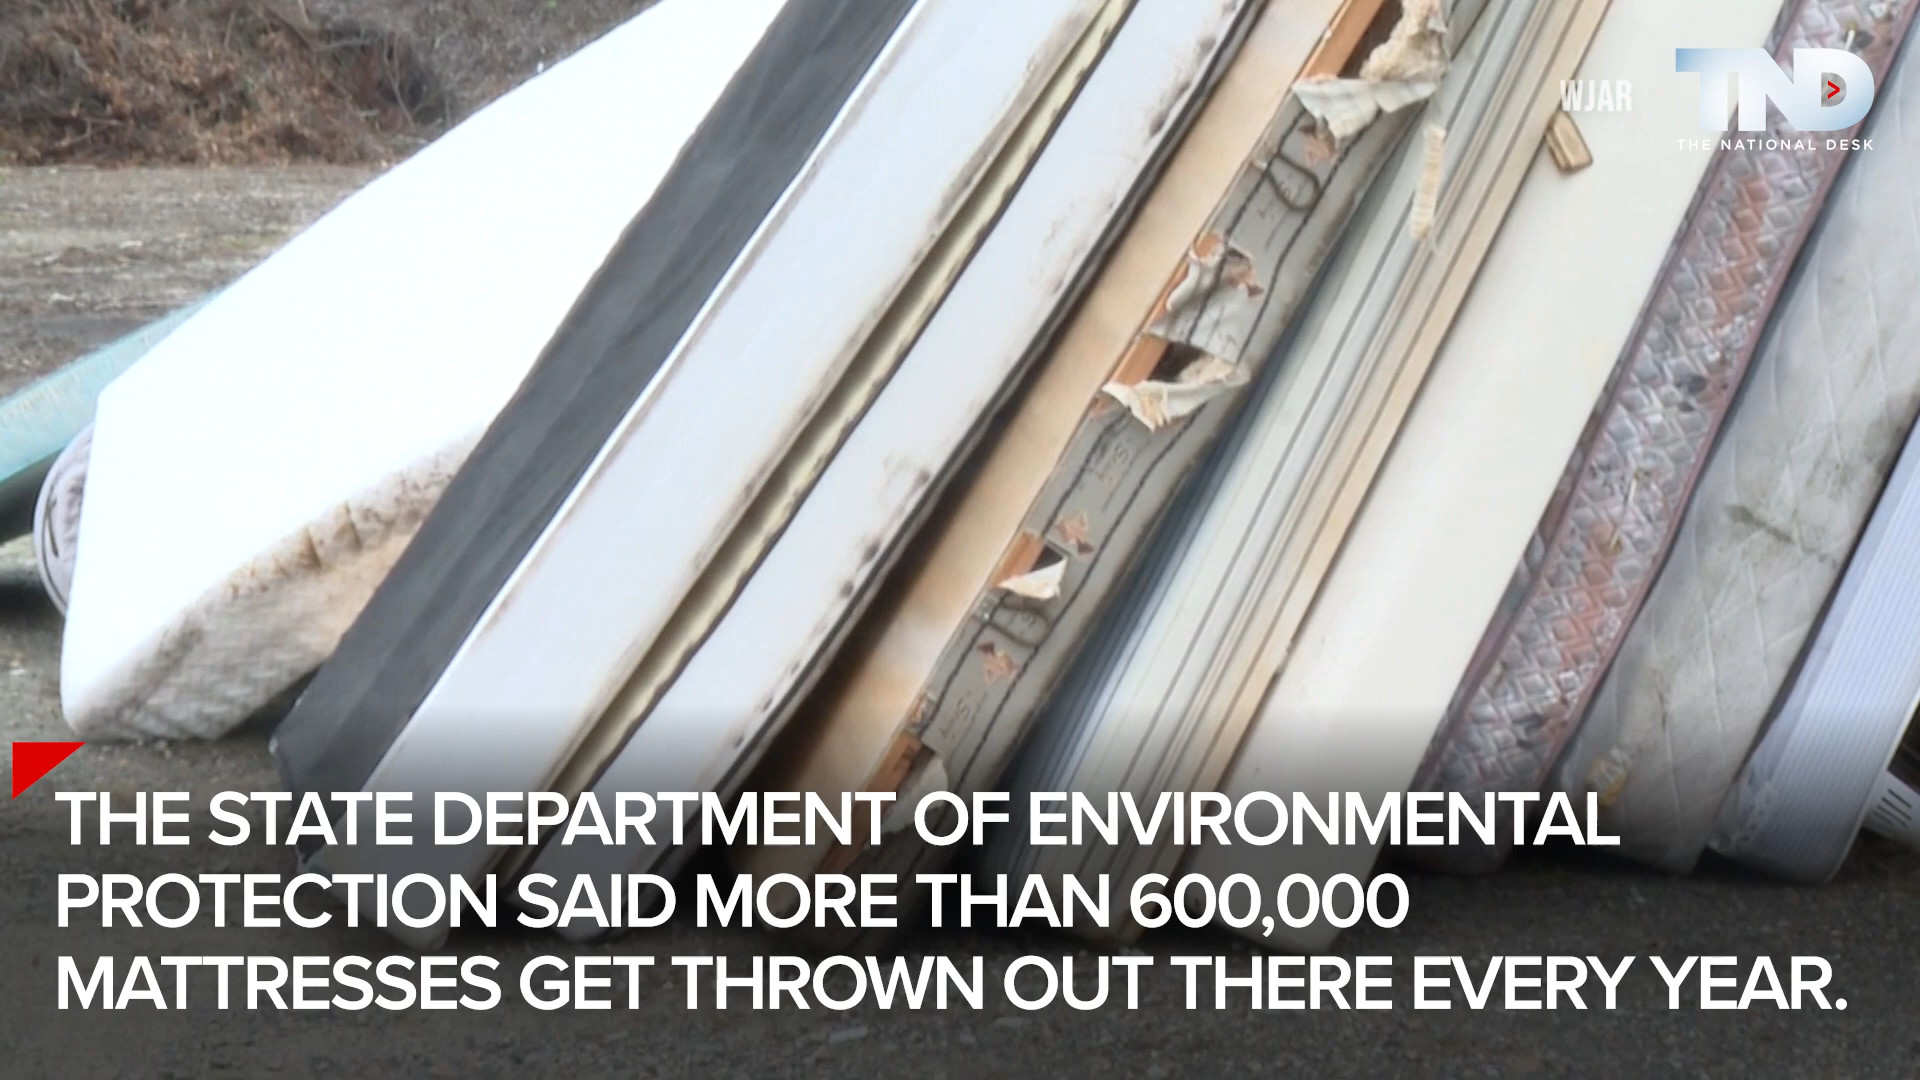 WJAR
TND
THE NATIONAL DESK
THE STATE DEPARTMENT OF ENVIRONMENTAL
PROTECTION SAID MORE THAN 600,000
MATTRESSES GET THROWN OUT THERE EVERY YEAR.